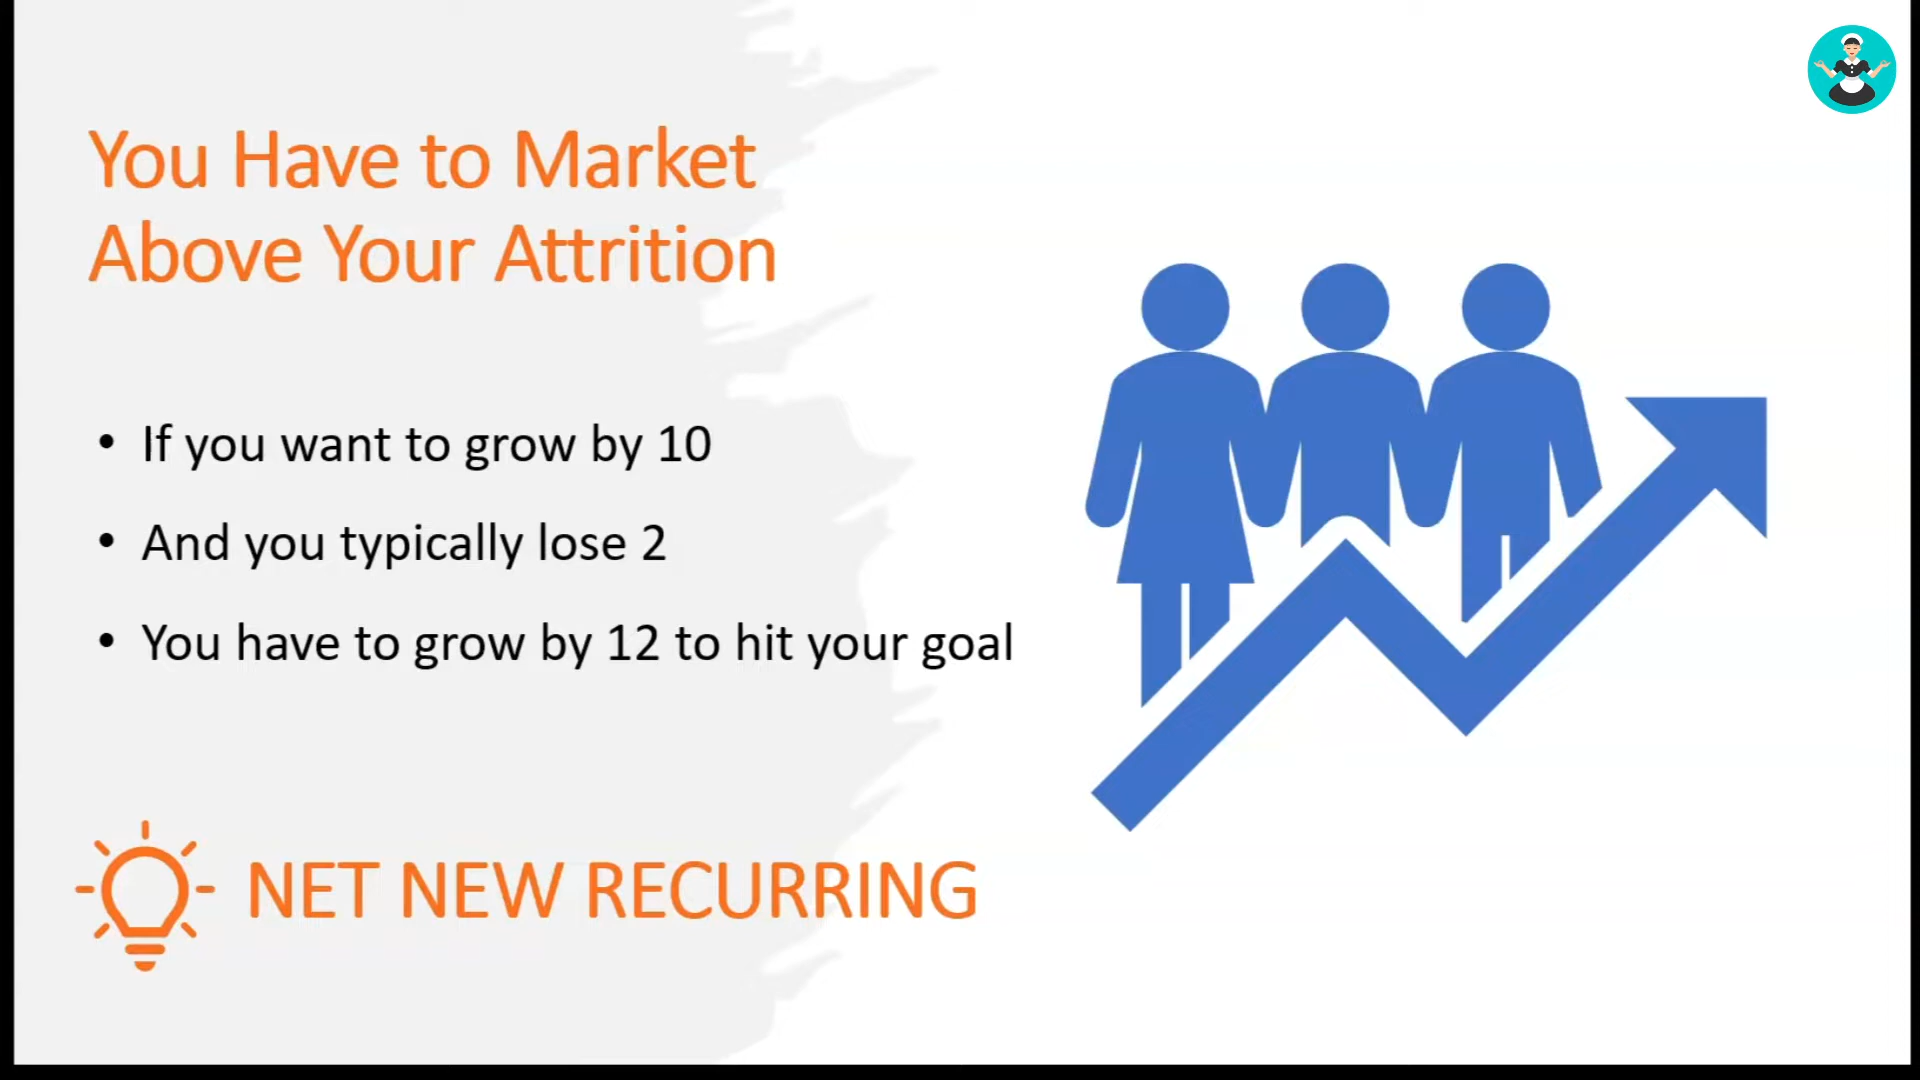 You Have to Market
Above Your Attrition
• If you want to grow by 10
• And you typically lose 2
• You have to grow by 12 to hit your goal
NET NEW RECURRING